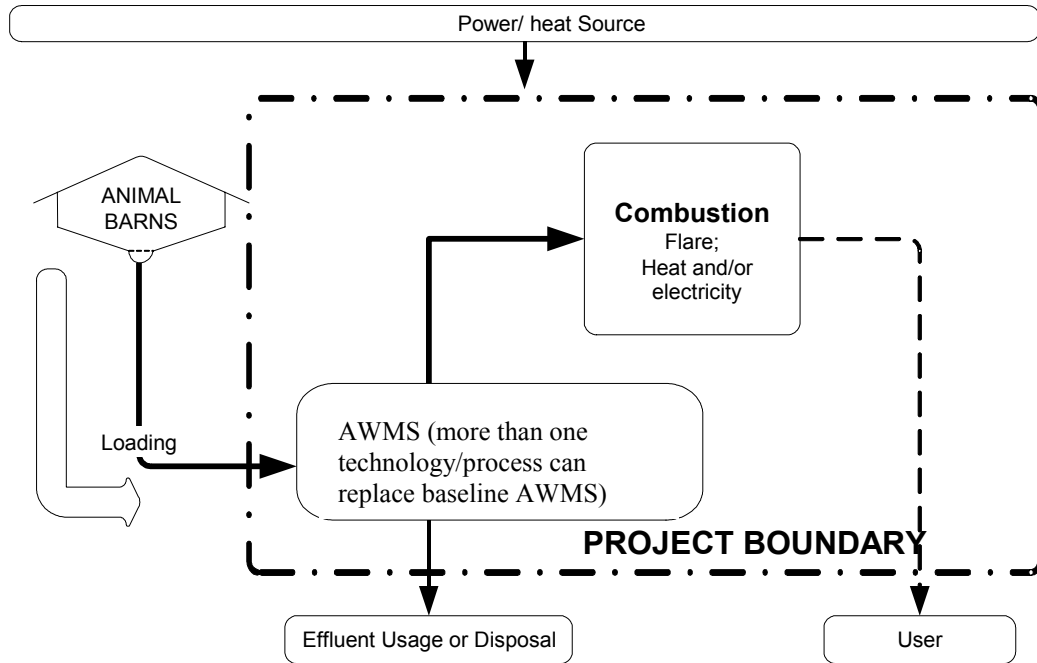 Power/ heat Source
ANIMAL
BARNS
Combustion
Flare;
Heat and/or
electricity
Loading
AWMS (more than one
technology/process can
replace baseline AWMS)
PROJECT BOUNDARY
Effluent Usage or Disposal
User